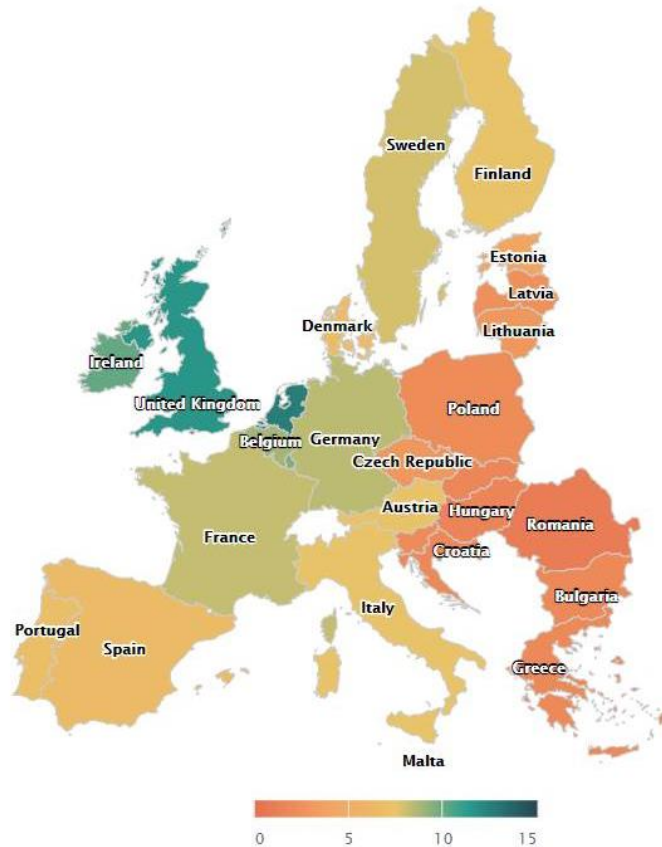 Sweden
Finland
Estonia
Latvia
Lithuania
Denmark
Ireland
United Kingdom
Poland
Belgium
Germany
Czech Republic
Austria
Hungary
Romania
France
Croatia
Bulgaria
Italy
Portugal
Spain
Greece
Malta
0 5 10 15